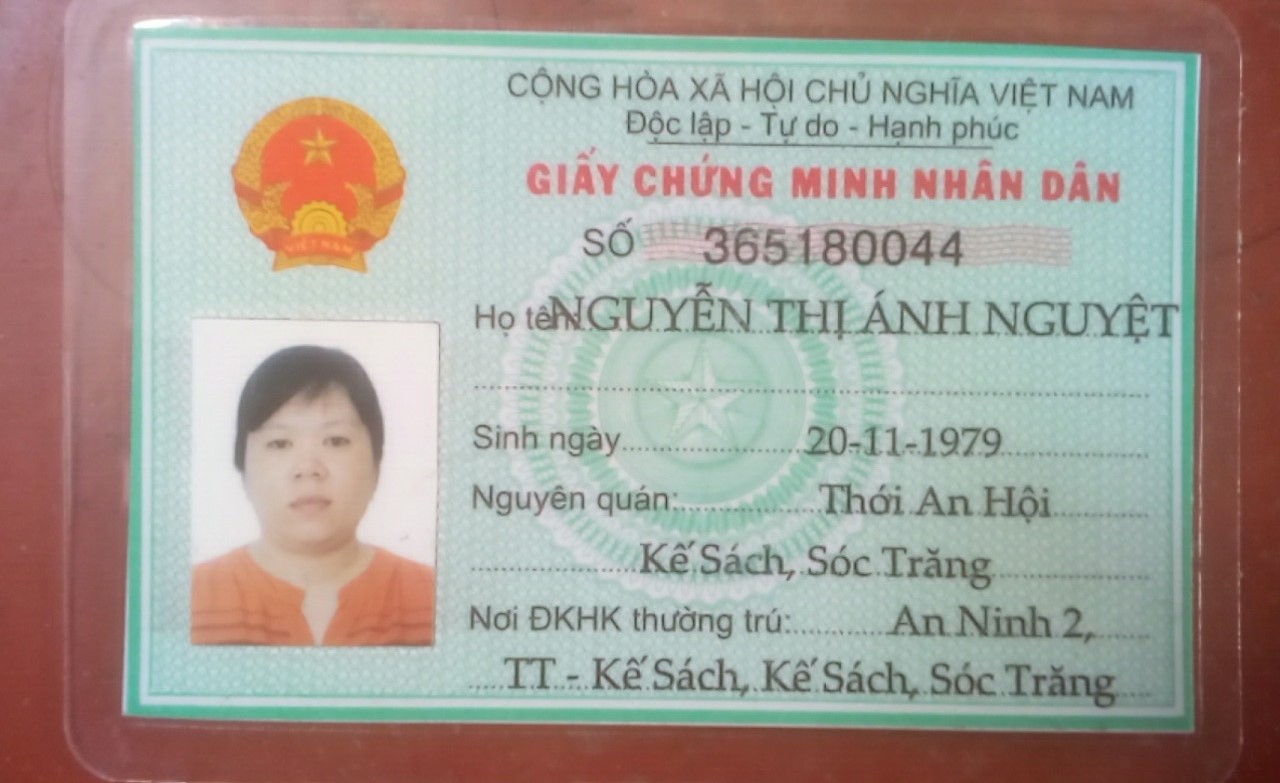 CỘNG HÒA XÃ HỘI CHỦ NGHĨA VIỆT NAM
Độc lập - Tự do - Hạnh phúc
GIẤY CHỨNG MINH NHÂN DÂN
SỐ 365180044
VIỆT NAM
Họ tên NGUYỄN THỊ ÁNH NGUYỆT
Sinh ngày 20-11-1979
Nguyên quán: Thới An Hội
Kế Sách, Sóc Trăng
Nơi ĐKHK thường trú: An Ninh 2,
TT - Kế Sách, Kế Sách, Sóc Trăng